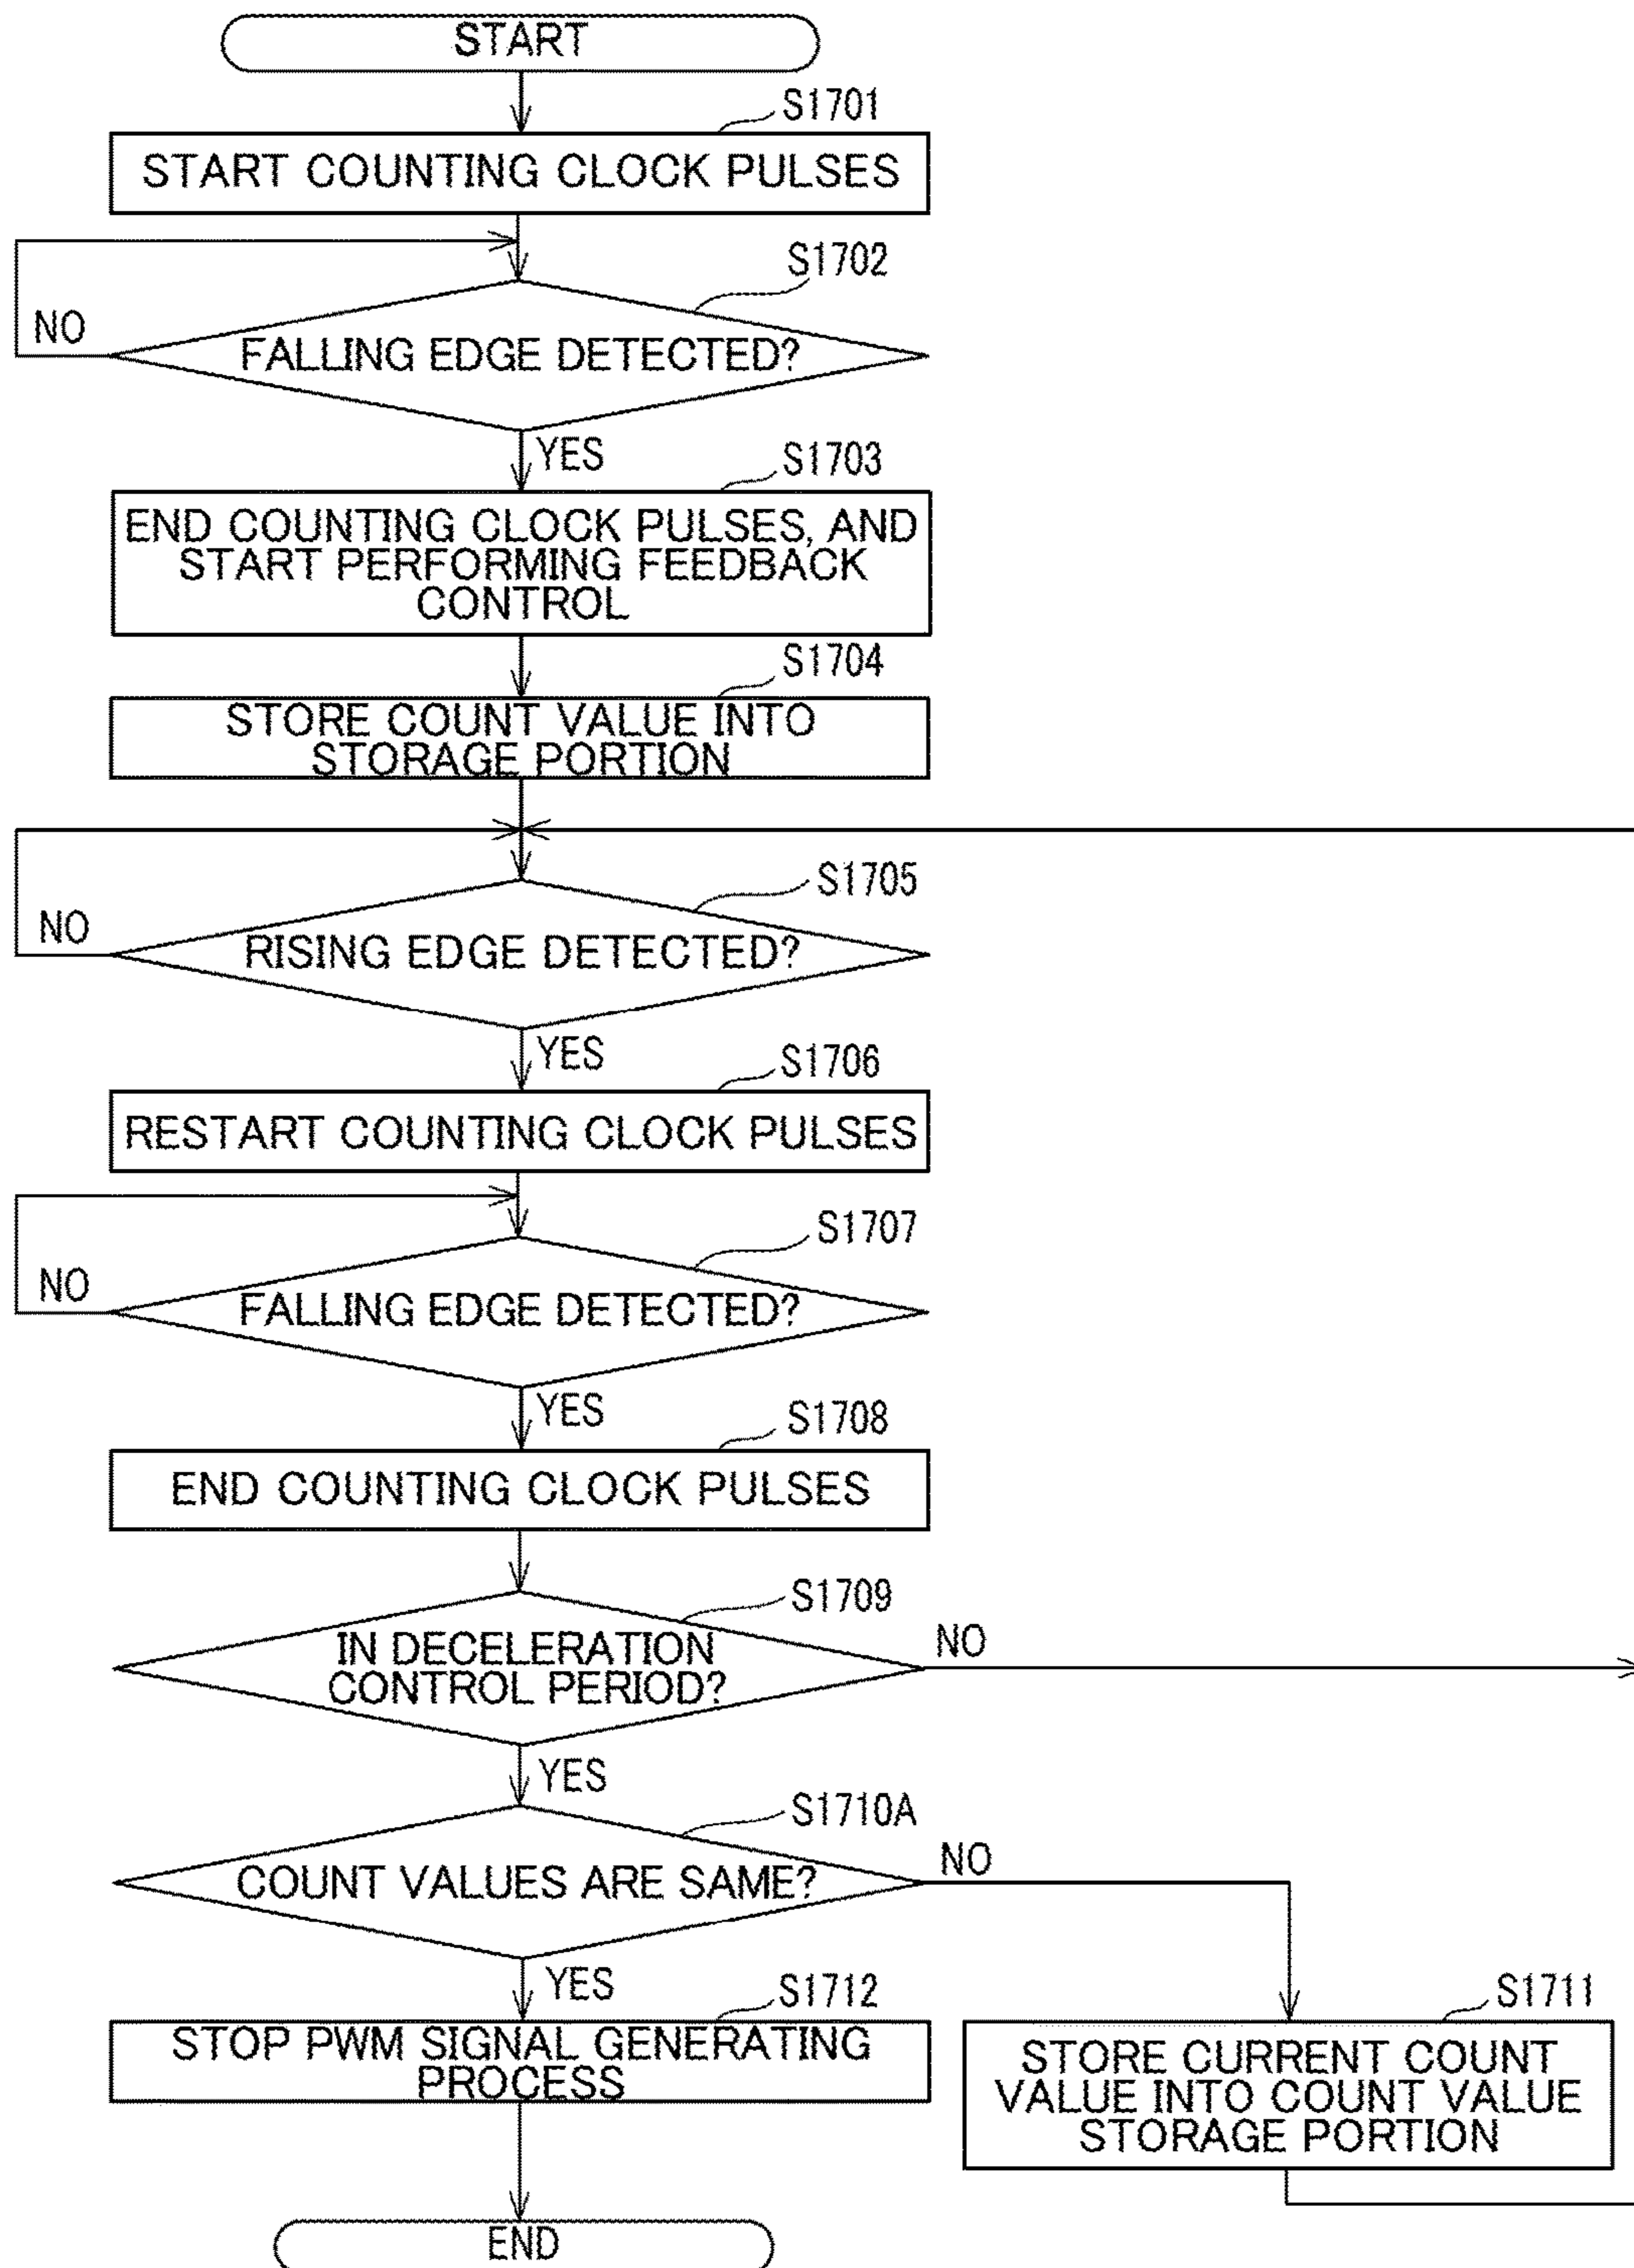 START
S1701
START COUNTING CLOCK PULSES
S1702
NO
FALLING EDGE DETECTED?
YES
S1703
END COUNTING CLOCK PULSES, AND
START PERFORMING FEEDBACK
CONTROL
S1704
STORE COUNT VALUE INTO
STORAGE PORTION
S1705
NO
RISING EDGE DETECTED?
YES
S1706
RESTART COUNTING CLOCK PULSES
S1707
NO
FALLING EDGE DETECTED?
YES
S1708
END COUNTING CLOCK PULSES
S1709
NO
IN DECELERATION
CONTROL PERIOD?
YES
S1710A
NO
COUNT VALUES ARE SAME?
YES
S1712
STOP PWM SIGNAL GENERATING
PROCESS
S1711
STORE CURRENT COUNT
VALUE INTO COUNT VALUE
STORAGE PORTION
END